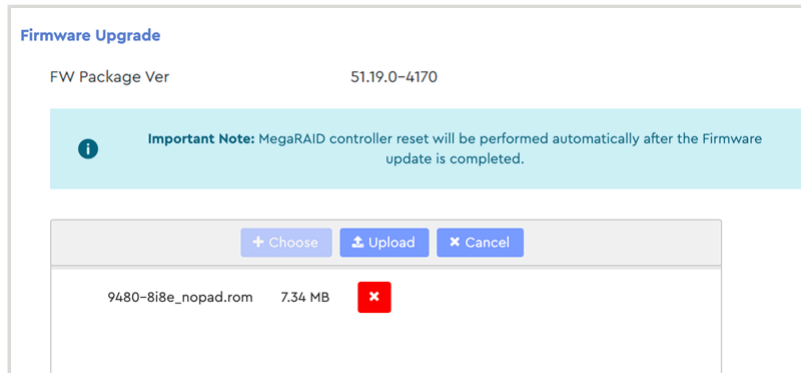 Firmware Upgrade
FW Package Ver 51.19.0-4170
Important Note: MegaRAID controller reset will be performed automatically after the Firmware
update is completed.
+ Choose Upload × Cancel
9480-8i8e_nopad.rom 7.34 MB ×